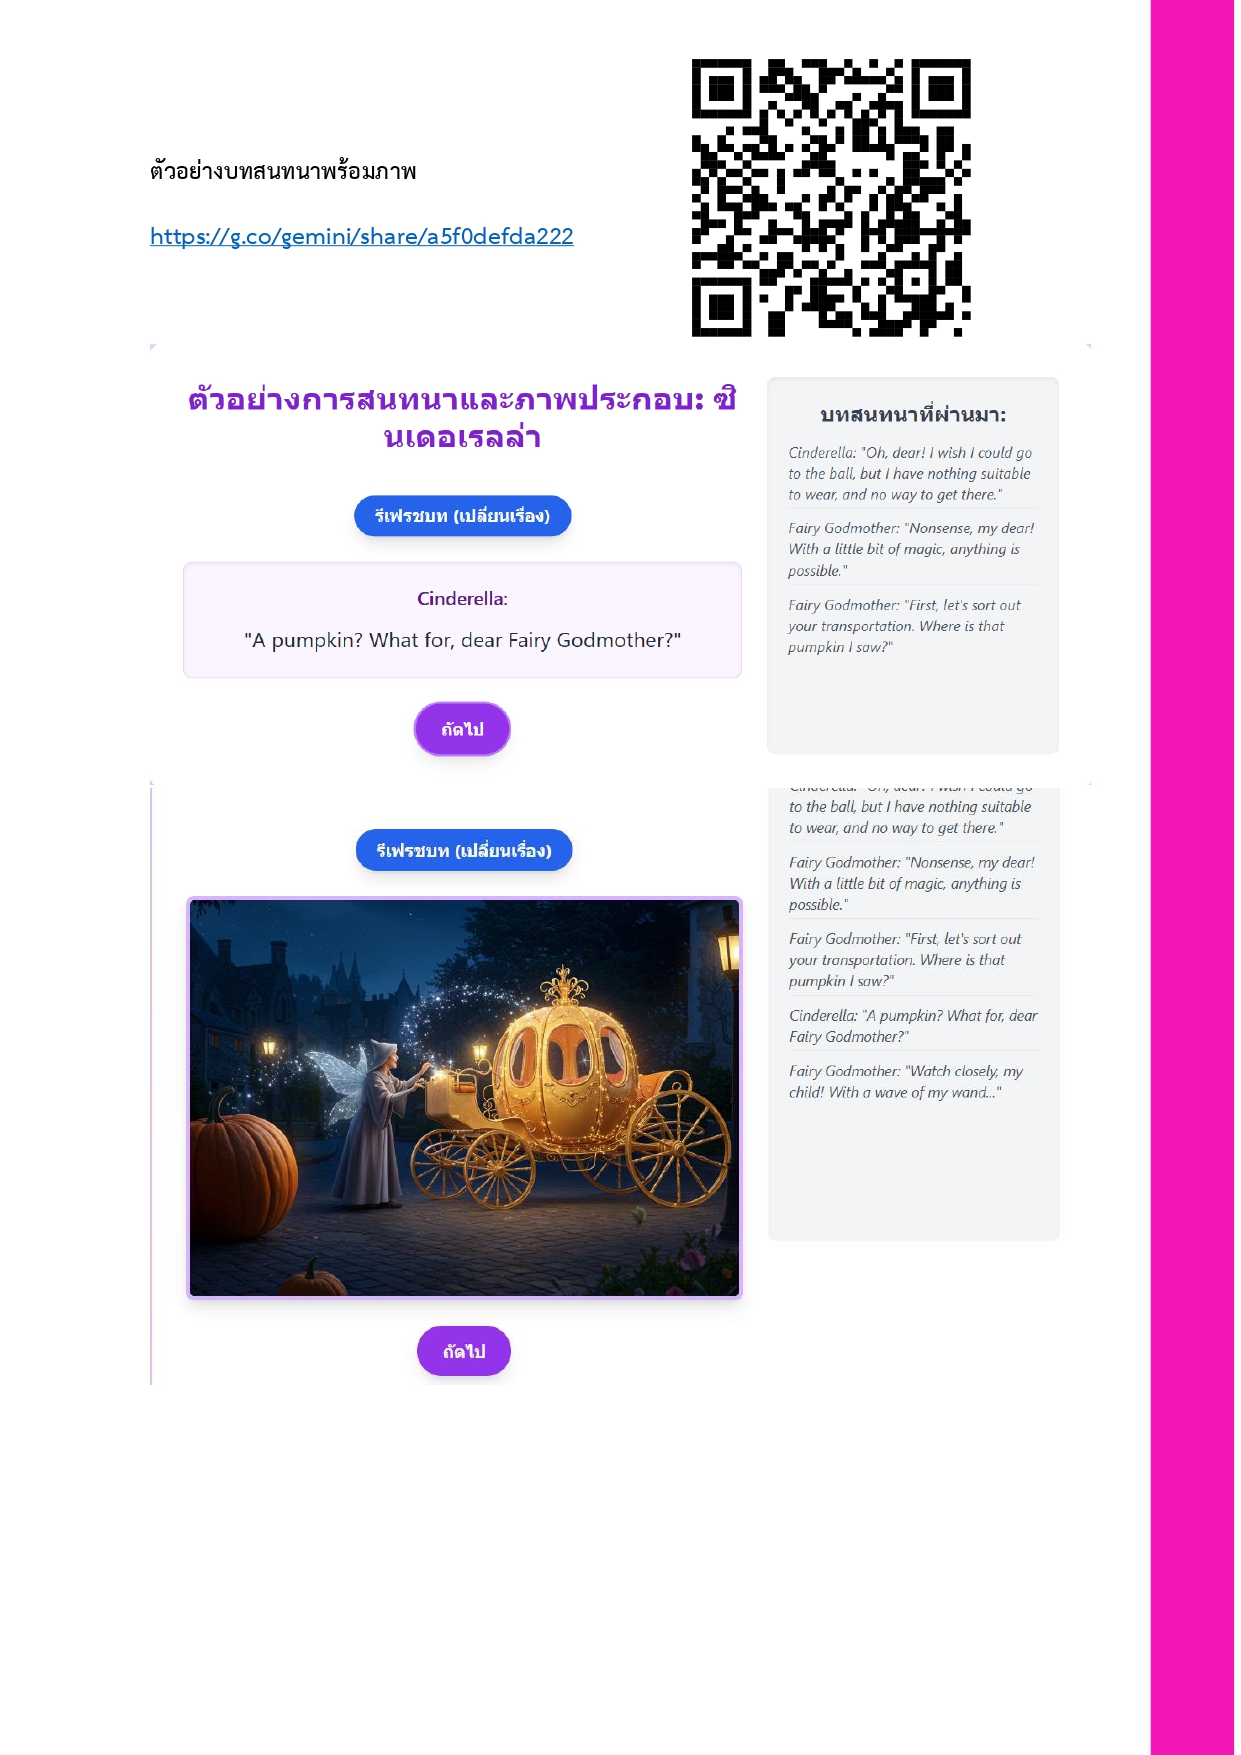 ตัวอย่างบทสนทนาพร้อมภาพ
https://g.co/gemini/share/a5f0defda222
ตัวอย่างการสนทนาและภาพประกอบ: ซิ
นเดอเรลล่า
รีเฟรชบท (เปลี่ยนเรื่อง)
Cinderella:
"A pumpkin? What for, dear Fairy Godmother?"
ถัดไป
บทสนทนาที่ผ่านมา:
Cinderella: "Oh, dear! I wish I could go
to the ball, but I have nothing suitable
to wear, and no way to get there."
Fairy Godmother: "Nonsense, my dear!
With a little bit of magic, anything is
possible."
Fairy Godmother: "First, let's sort out
your transportation. Where is that
pumpkin I saw?"
รีเฟรชบท (เปลี่ยนเรื่อง)
ถัดไป
Cinderella: "Oh, dear! I wish I could go
to the ball, but I have nothing suitable
to wear, and no way to get there."
Fairy Godmother: "Nonsense, my dear!
With a little bit of magic, anything is
possible."
Fairy Godmother: "First, let's sort out
your transportation. Where is that
pumpkin I saw?"
Cinderella: "A pumpkin? What for, dear
Fairy Godmother?"
Fairy Godmother: "Watch closely, my
child! With a wave of my wand..."